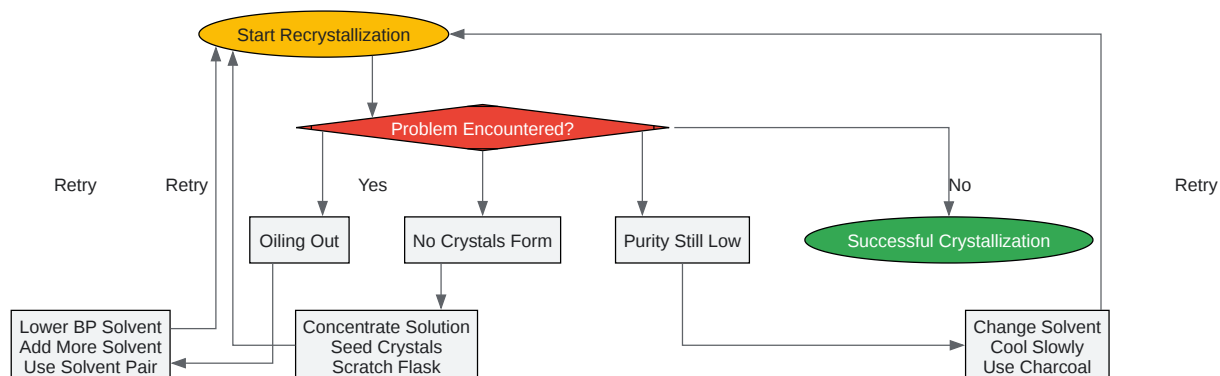 Start Recrystallization
Problem Encountered?
Retry
Retry
Yes
No
Retry
Oiling Out
No Crystals Form
Purity Still Low
Successful Crystallization
Lower BP Solvent
Add More Solvent
Use Solvent Pair
Concentrate Solution
Seed Crystals
Scratch Flask
Change Solvent
Cool Slowly
Use Charcoal